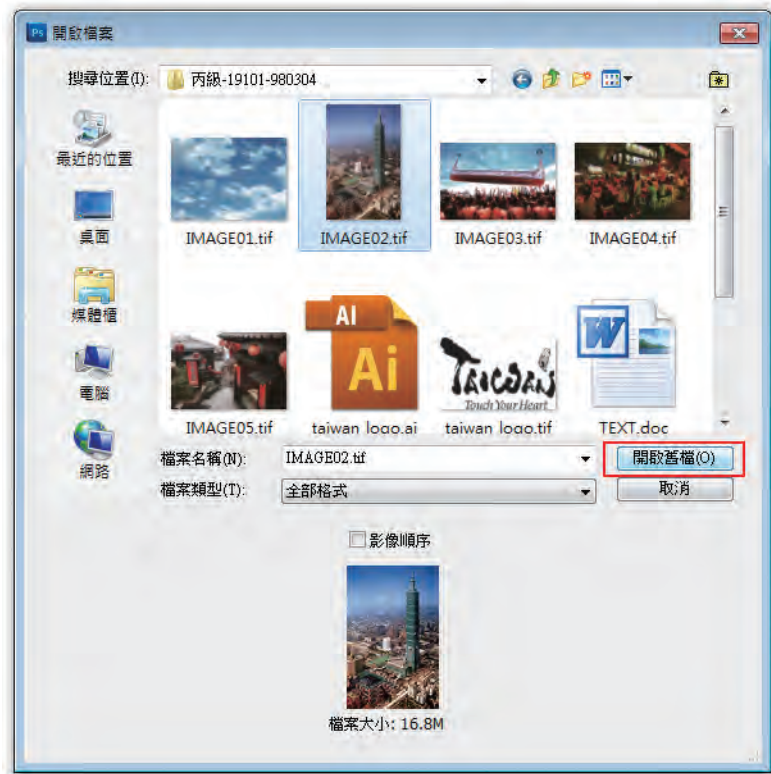 Ps 開啟檔案
搜尋位置(I): 丙級-19101-980304
最近的位置
桌面
媒體櫃
電腦
網路
IMAGE01.tif IMAGE02.tif IMAGE03.tif IMAGE04.tif
AI
Ai
TAIWAN
Touch Your Heart
W
IMAGE05.tif taiwan logo.ai taiwan logo.tif TEXT.doc
檔案名稱(N): IMAGE02.tif 開啟舊檔(O)
檔案類型(T): 全部格式 取消
影像順序
檔案大小: 16.8M